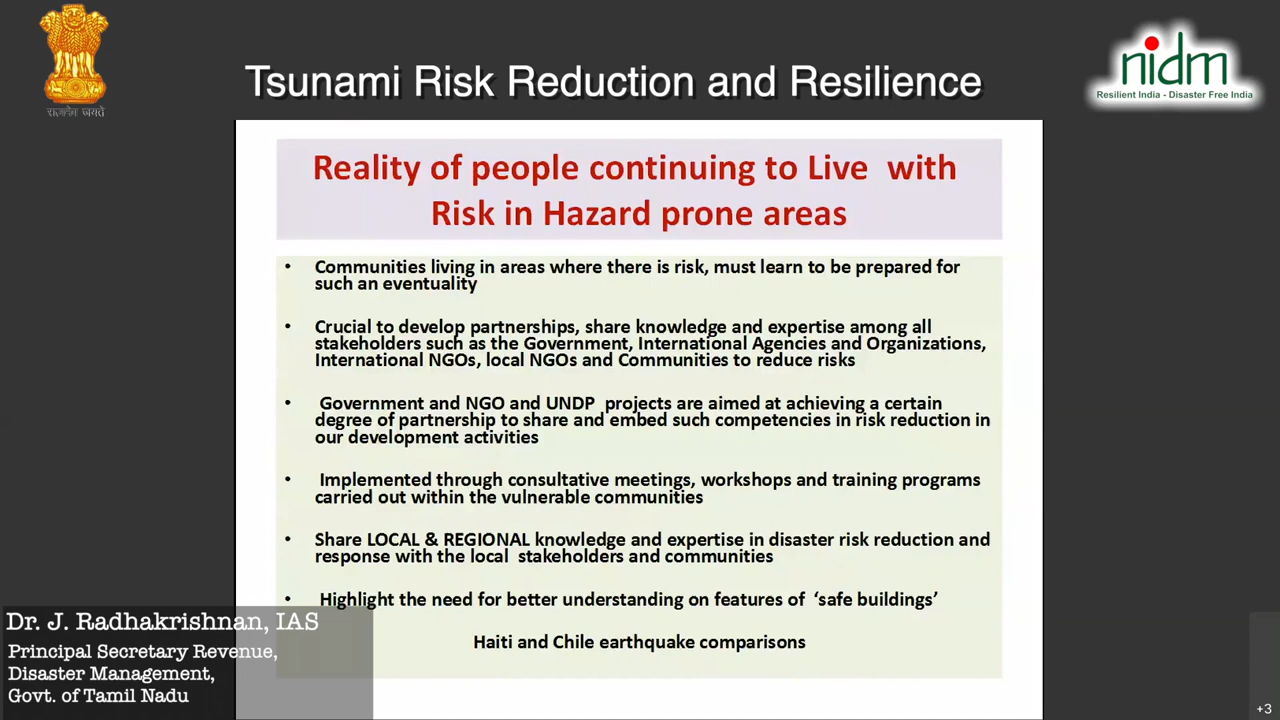 सत्यमेव जयते
Tsunami Risk Reduction and Resilience
nidm
Resilient India - Disaster Free India
Reality of people continuing to Live with
Risk in Hazard prone areas
• Communities living in areas where there is risk, must learn to be prepared for
such an eventuality
• Crucial to develop partnerships, share knowledge and expertise among all
stakeholders such as the Government, International Agencies and Organizations,
International NGOs, local NGOs and Communities to reduce risks
• Government and NGO and UNDP projects are aimed at achieving a certain
degree of partnership to share and embed such competencies in risk reduction in
our development activities
• Implemented through consultative meetings, workshops and training programs
carried out within the vulnerable communities
• Share LOCAL & REGIONAL knowledge and expertise in disaster risk reduction and
response with the local stakeholders and communities
• Highlight the need for better understanding on features of ‘safe buildings’
Haiti and Chile earthquake comparisons
Dr. J. Radhakrishnan, IAS
Principal Secretary Revenue,
Disaster Management,
Govt. of Tamil Nadu
+3